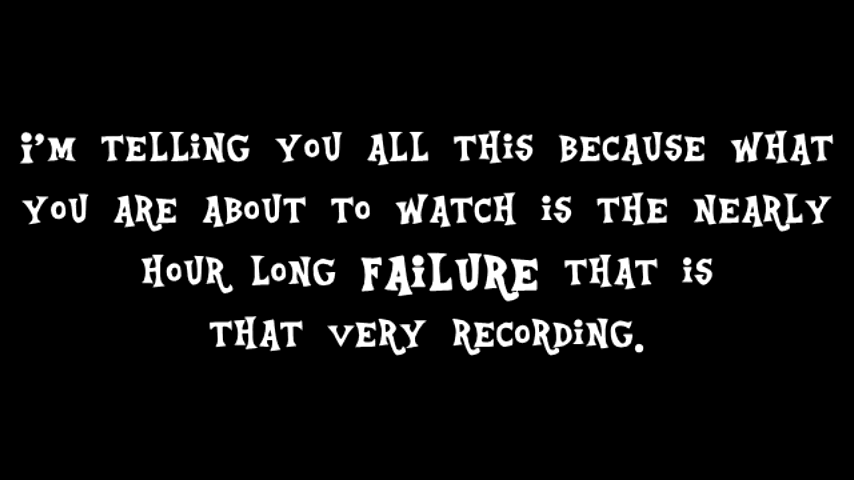 I'M TELLING YOU ALL THIS BECAUSE WHAT
YOU ARE ABOUT TO WATCH IS THE NEARLY
HOUR LONG FAILURE THAT IS
THAT VERY RECORDING.